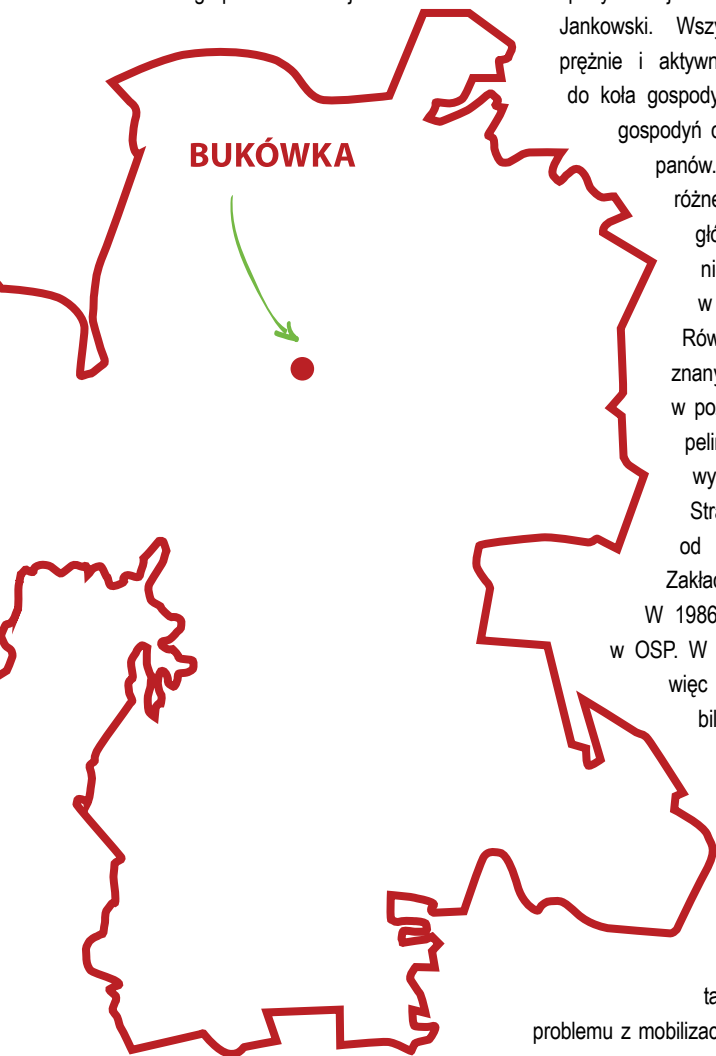 Jankowski. Wszy
prężnie i aktywn
do koła gospody
gospodyń o
BUKÓWKA
panów.
różne
głó
ni
w
Rów
znany
w po
pelin
wy
Stra
od
Zakład
W 1986
w OSP. W
więc
bil
ta
problemu z mobilizac